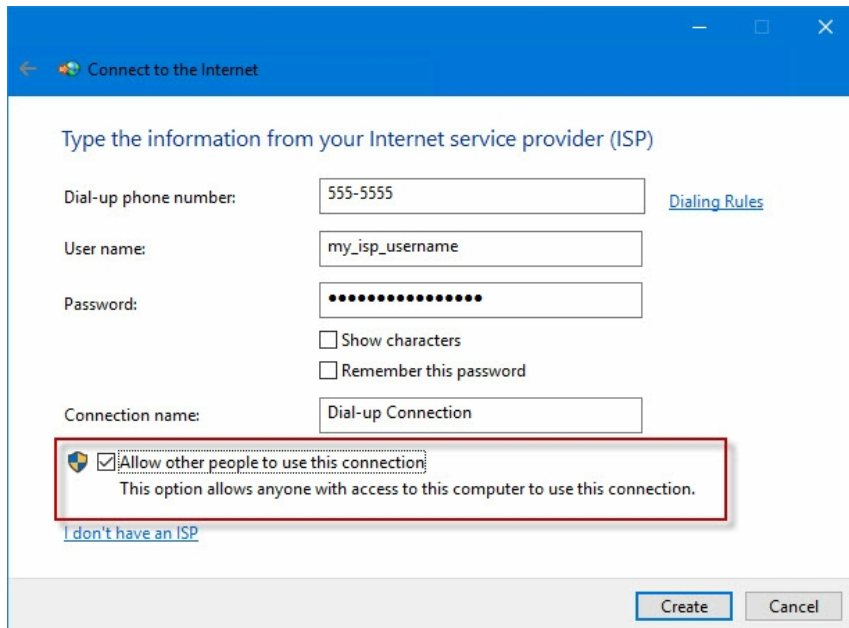 Connect to the Internet
Type the information from your Internet service provider (ISP)
Dial-up phone number: 555-5555 Dialing Rules
User name: my_isp_username
Password: ●●●●●●●●●●●●●●●●
Show characters
Remember this password
Connection name: Dial-up Connection
Allow other people to use this connection
This option allows anyone with access to this computer to use this connection.
I don't have an ISP
Create Cancel